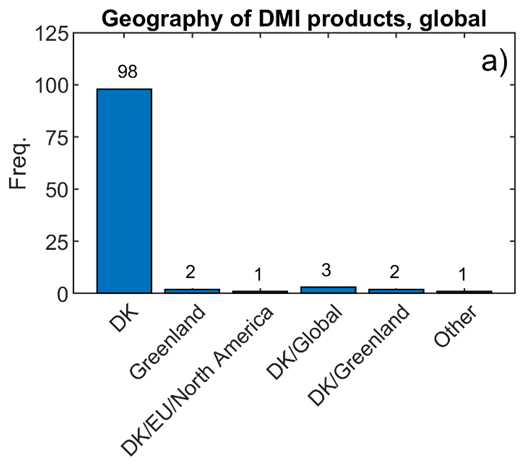 Geography of DMI products, global
a)
Freq.
125
100
75
50
25
0
98
2
1
3
2
1
DK
Greenland
DK/EU/North America
DK/Global
DK/Greenland
Other